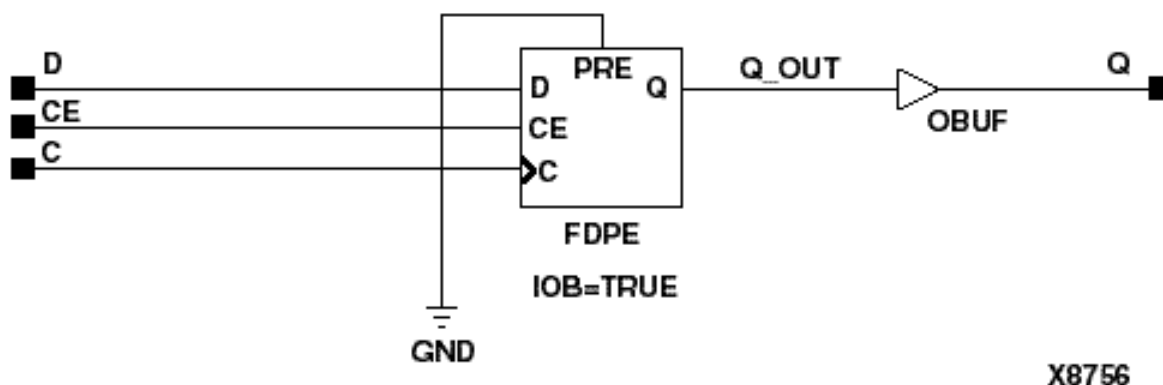 D
CE
C
PRE
D
Q
CE
C
FDPE
IOB=TRUE
GND
Q_OUT
OBUF
Q
X8756